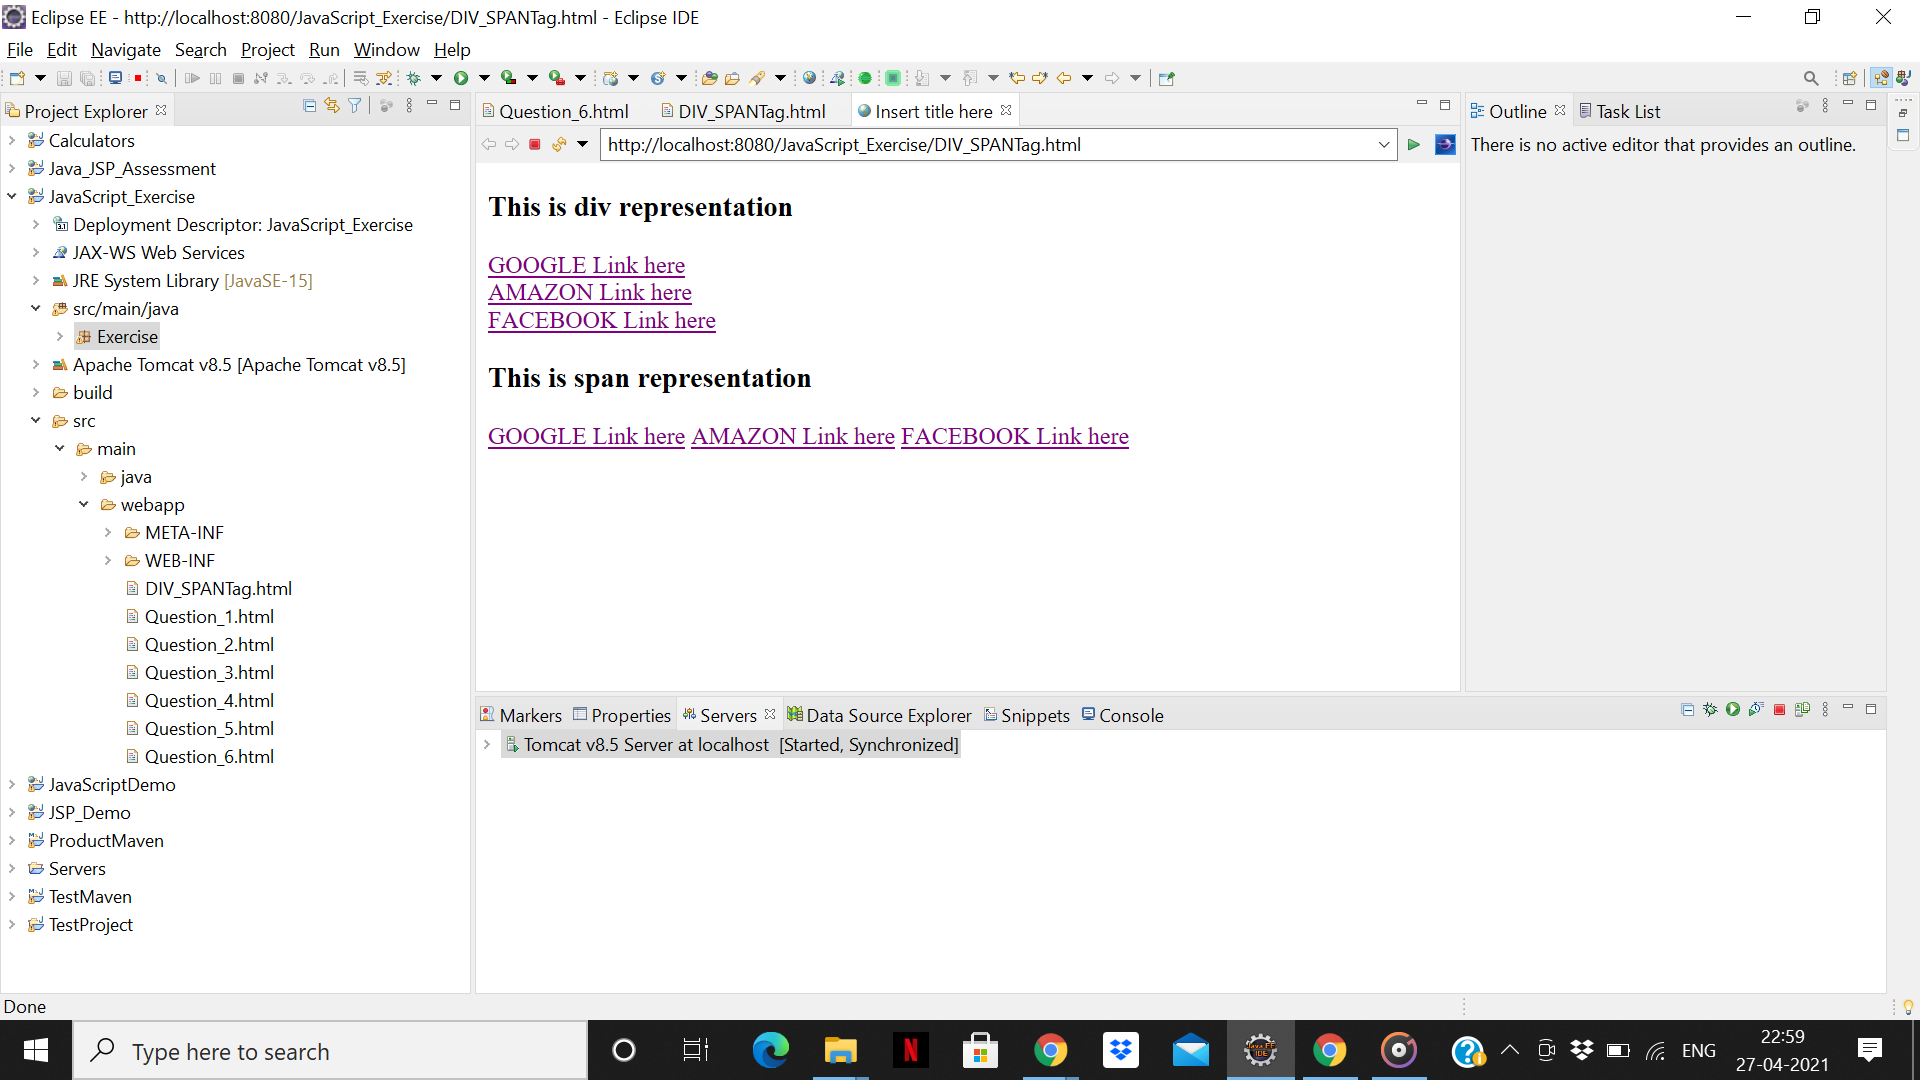 Eclipse EE - http://localhost:8080/JavaScript_Exercise/DIV_SPANTag.html - Eclipse IDE
File Edit Navigate Search Project Run Window Help
Project Explorer
Calculators
Java_JSP_Assessment
JavaScript_Exercise
Deployment Descriptor: JavaScript_Exercise
JAX-WS Web Services
JRE System Library [JavaSE-15]
src/main/java
Exercise
Apache Tomcat v8.5 [Apache Tomcat v8.5]
build
src
main
java
webapp
META-INF
WEB-INF
DIV_SPANTag.html
Question_1.html
Question_2.html
Question_3.html
Question_4.html
Question_5.html
Question_6.html
JavaScriptDemo
JSP_Demo
ProductMaven
Servers
TestMaven
TestProject
Question_6.html DIV_SPANTag.html Insert title here
http://localhost:8080/JavaScript_Exercise/DIV_SPANTag.html
This is div representation
GOOGLE Link here
AMAZON Link here
FACEBOOK Link here
This is span representation
GOOGLE Link here AMAZON Link here FACEBOOK Link here
Outline Task List
There is no active editor that provides an outline.
Markers Properties Servers Data Source Explorer Snippets Console
Tomcat v8.5 Server at localhost [Started, Synchronized]
Done
Type here to search
ENG
22:59
27-04-2021